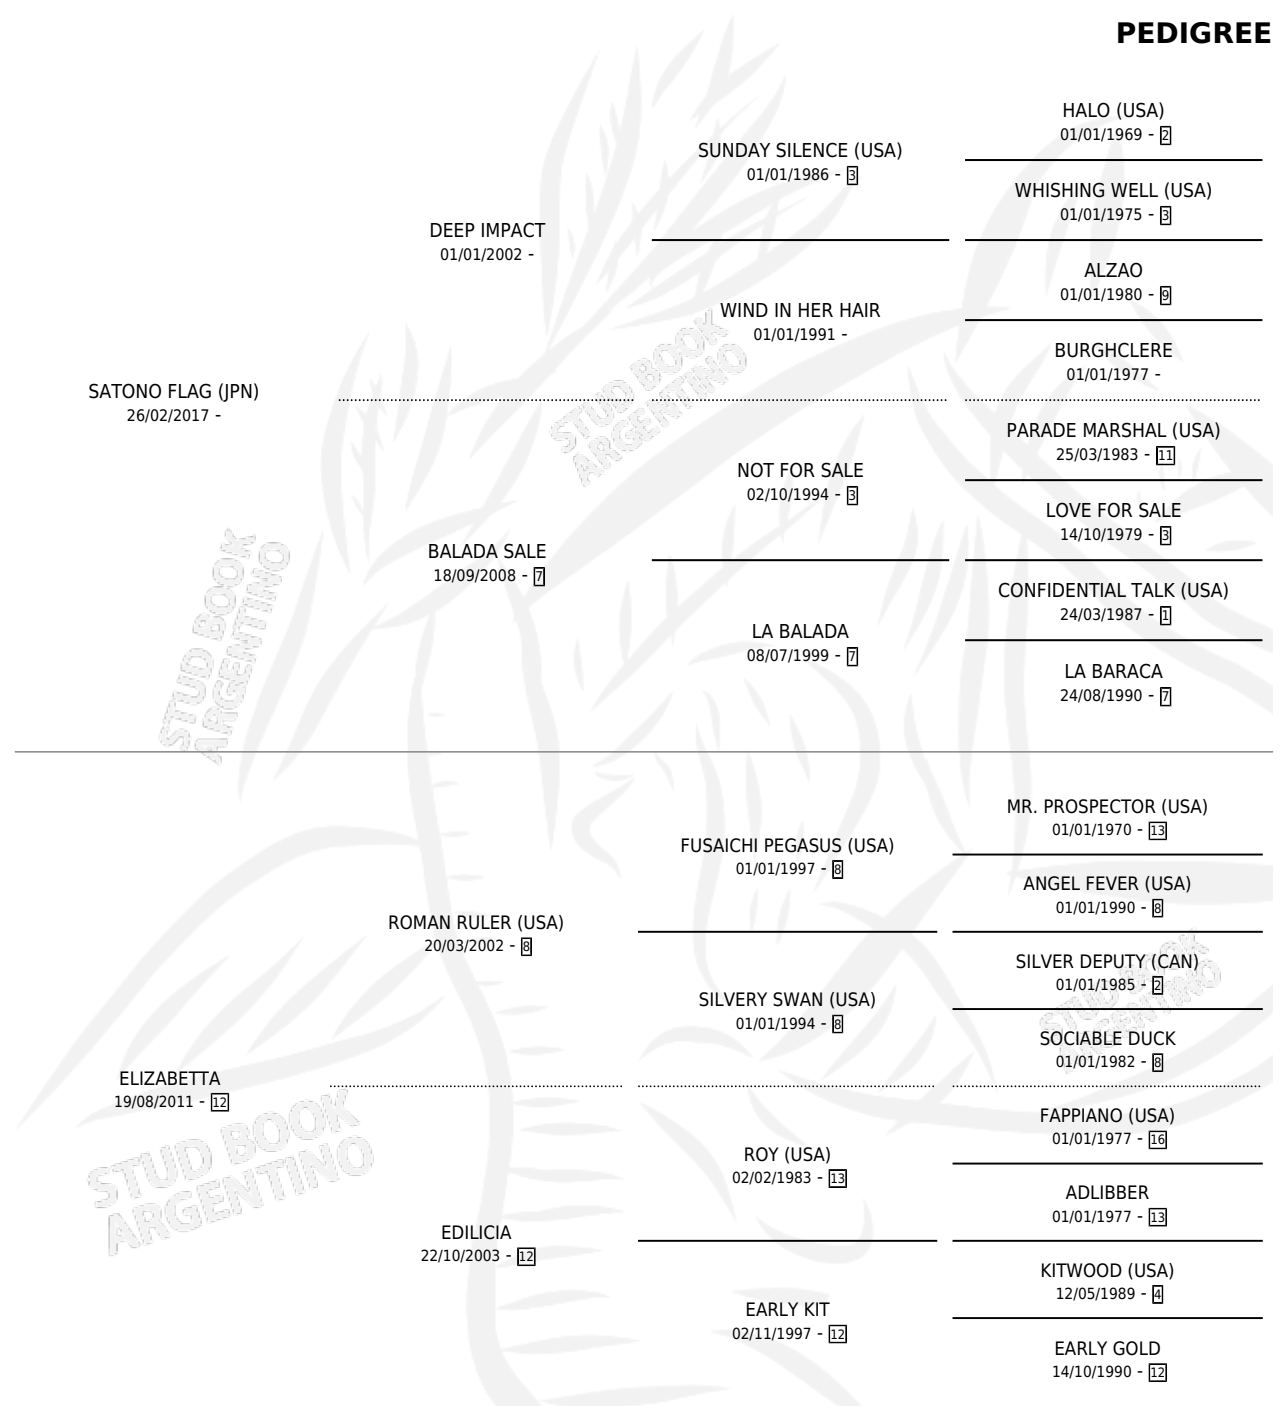 PEDIGREE
HALO (USA)
01/01/1969 - 2
SUNDAY SILENCE (USA)
01/01/1986 - 3
WHISHING WELL (USA)
01/01/1975 - 3
DEEP IMPACT
01/01/2002 -
ALZAO
01/01/1980 - 9
WIND IN HER HAIR
01/01/1991 -
BURGHCLERE
01/01/1977 -
SATONO FLAG (JPN)
26/02/2017 -
STUD BOOK
ARGENTINO
PARADE MARSHAL (USA)
25/03/1983 - 11
NOT FOR SALE
02/10/1994 - 3
LOVE FOR SALE
14/10/1979 - 3
BALADA SALE
18/09/2008 - 7
CONFIDENTIAL TALK (USA)
24/03/1987 - 1
LA BALADA
08/07/1999 - 7
LA BARACA
24/08/1990 - 7
STUD BOOK
ARGENTINO
MR. PROSPECTOR (USA)
01/01/1970 - 13
FUSAICHI PEGASUS (USA)
01/01/1997 - 8
ANGEL FEVER (USA)
01/01/1990 - 8
ROMAN RULER (USA)
20/03/2002 - 8
SILVER DEPUTY (CAN)
01/01/1985 - 2
SILVERY SWAN (USA)
01/01/1994 - 8
SOCIABLE DUCK
01/01/1982 - 8
STUD BOOK
ARGENTINO
ELIZABETTA
19/08/2011 - 12
STUD BOOK
ARGENTINO
FAPPIANO (USA)
01/01/1977 - 16
ROY (USA)
02/02/1983 - 13
ADLIBBER
01/01/1977 - 13
EDILICIA
22/10/2003 - 12
KITWOOD (USA)
12/05/1989 - 4
EARLY KIT
02/11/1997 - 12
EARLY GOLD
14/10/1990 - 12